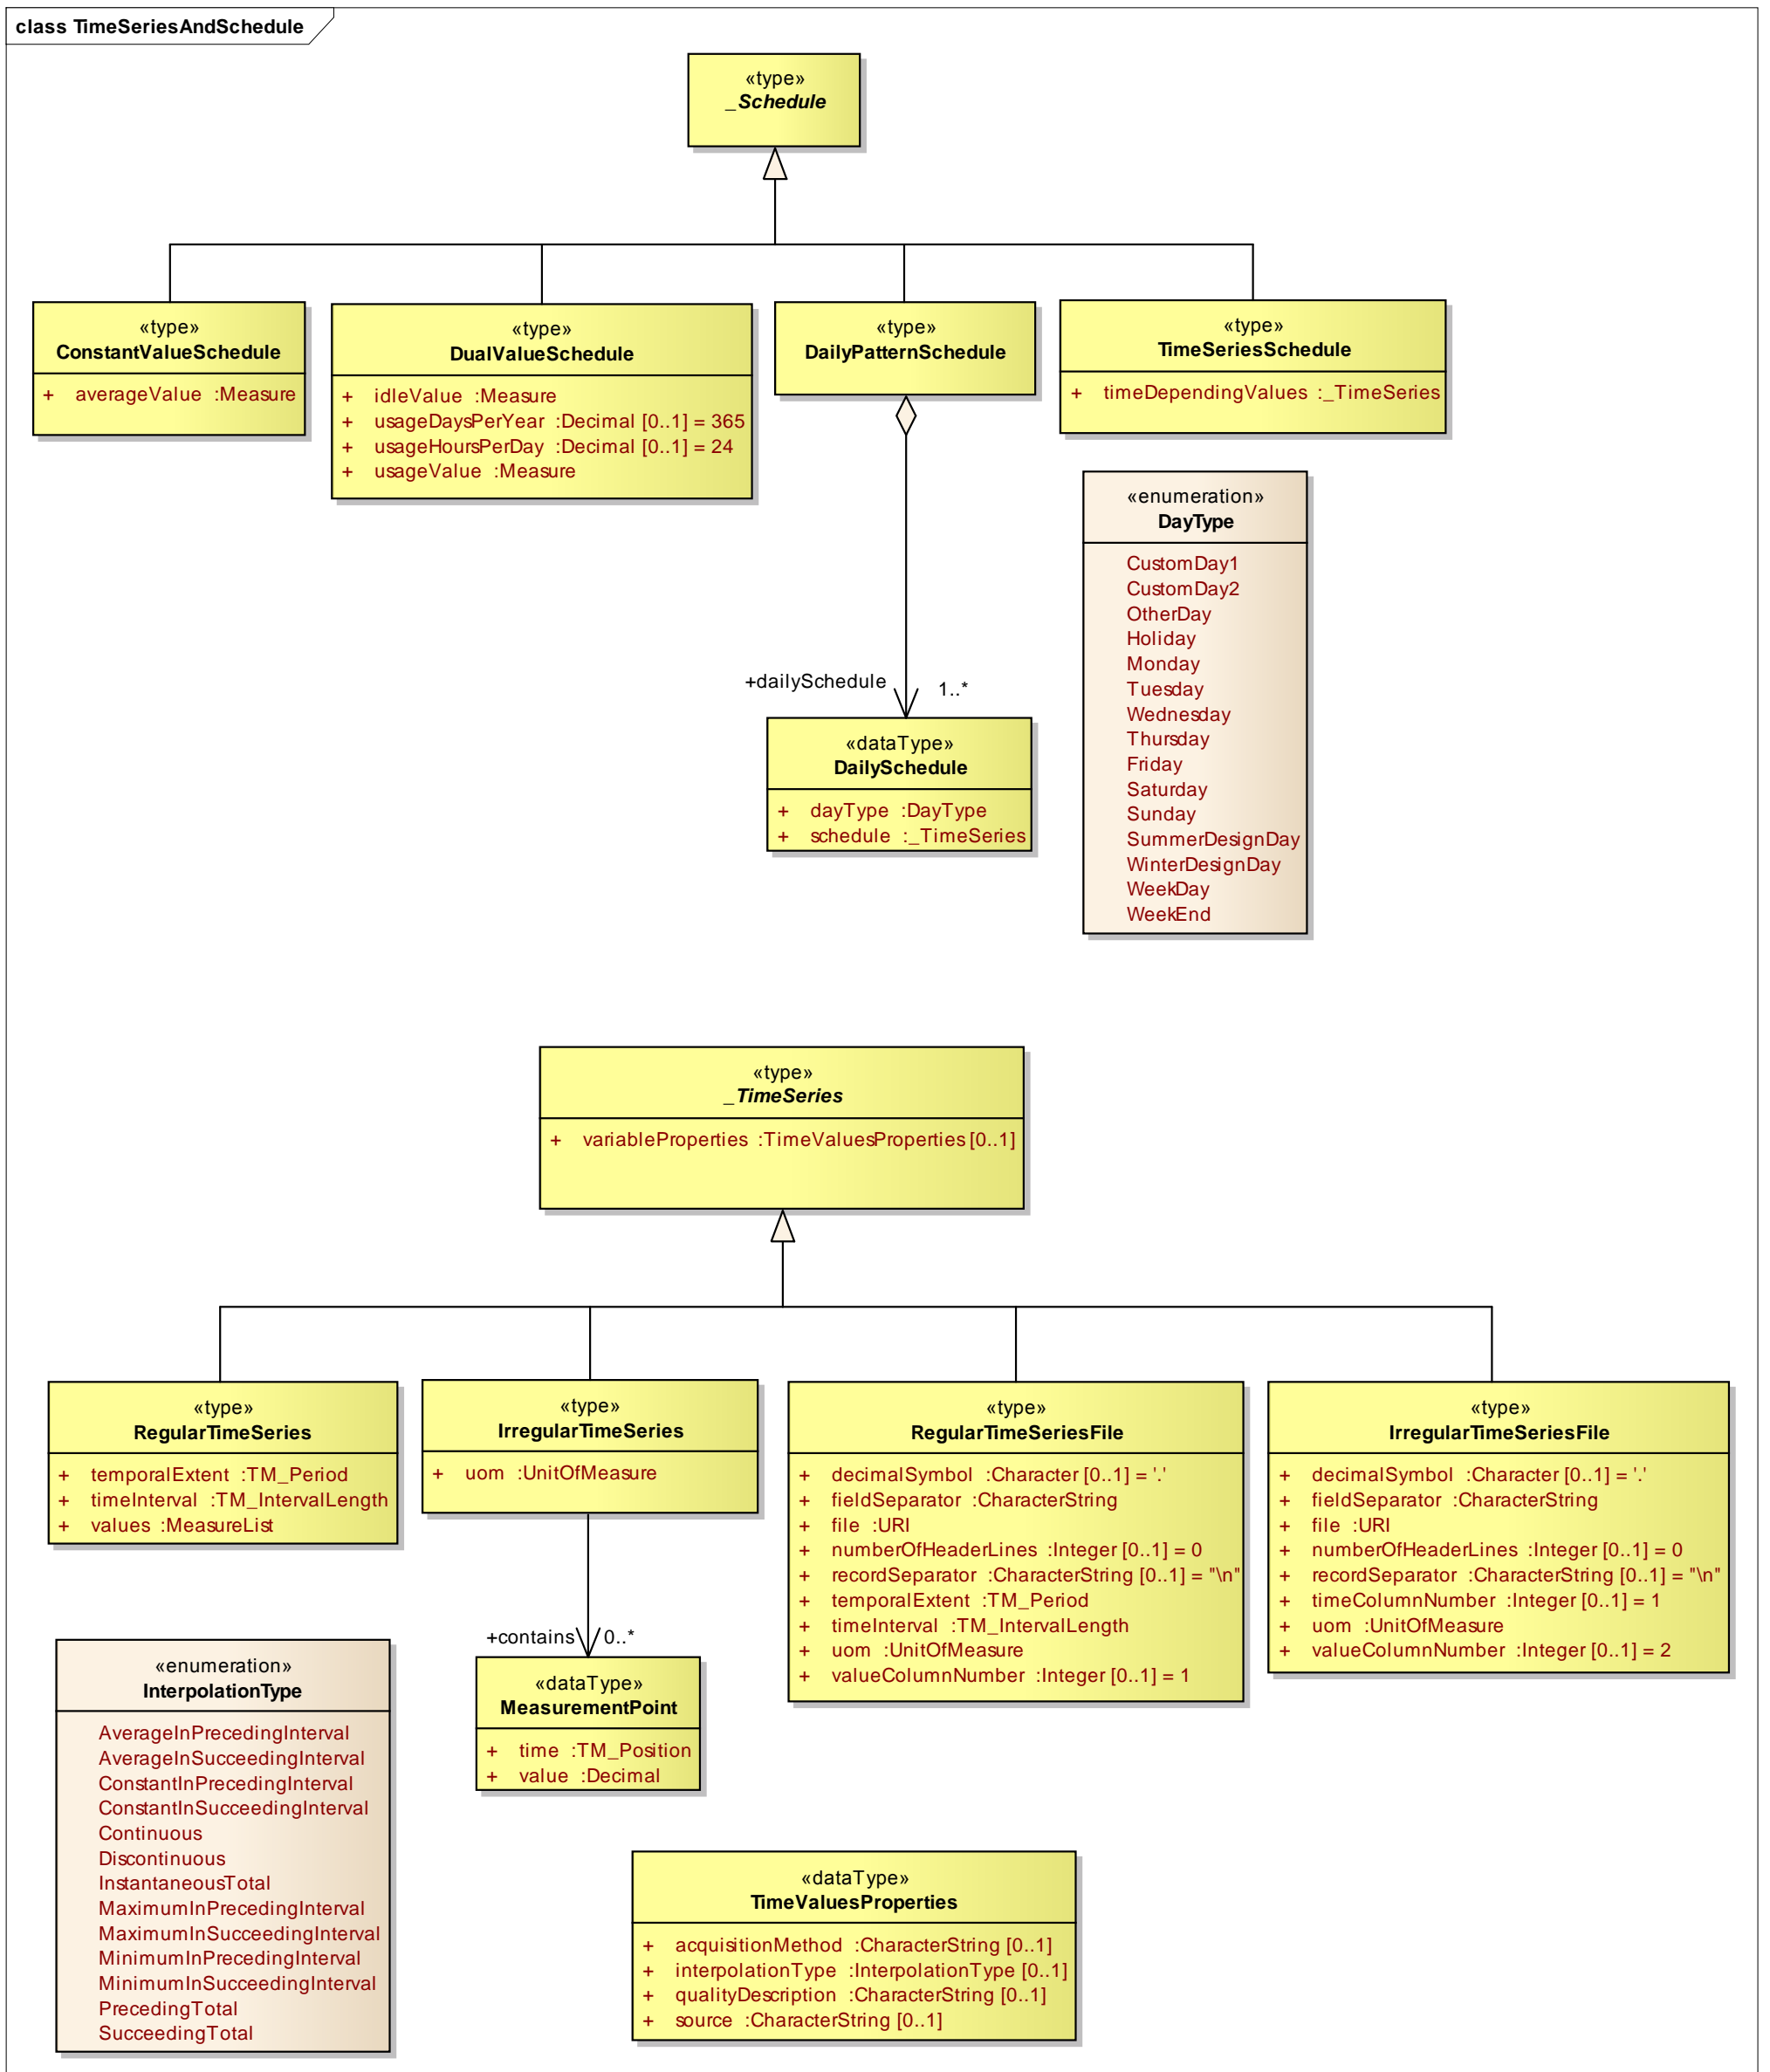 class TimeSeriesAndSchedule
«type»
_Schedule
«type»
ConstantValueSchedule
+ averageValue :Measure
«type»
DualValueSchedule
+ idleValue :Measure
+ usageDaysPerYear :Decimal [0..1] = 365
+ usageHoursPerDay :Decimal [0..1] = 24
+ usageValue :Measure
«type»
DailyPatternSchedule
«type»
TimeSeriesSchedule
+ timeDependingValues :_TimeSeries
«enumeration»
DayType
CustomDay1
CustomDay2
OtherDay
Holiday
Monday
Tuesday
Wednesday
Thursday
Friday
Saturday
Sunday
SummerDesignDay
WinterDesignDay
WeekDay
WeekEnd
+dailySchedule 1..*
«dataType»
DailySchedule
+ dayType :DayType
+ schedule :_TimeSeries
«type»
_TimeSeries
+ variableProperties :TimeValuesProperties [0..1]
«type»
RegularTimeSeries
+ temporalExtent :TM_Period
+ timeInterval :TM_IntervalLength
+ values :MeasureList
«type»
IrregularTimeSeries
+ uom :UnitOfMeasure
«type»
RegularTimeSeriesFile
+ decimalSymbol :Character [0..1] = '.'
+ fieldSeparator :CharacterString
+ file :URI
+ numberOfHeaderLines :Integer [0..1] = 0
+ recordSeparator :CharacterString [0..1] = "\n"
+ temporalExtent :TM_Period
+ timeInterval :TM_IntervalLength
+ uom :UnitOfMeasure
+ valueColumnNumber :Integer [0..1] = 1
«type»
IrregularTimeSeriesFile
+ decimalSymbol :Character [0..1] = '.'
+ fieldSeparator :CharacterString
+ file :URI
+ numberOfHeaderLines :Integer [0..1] = 0
+ recordSeparator :CharacterString [0..1] = "\n"
+ timeColumnNumber :Integer [0..1] = 1
+ uom :UnitOfMeasure
+ valueColumnNumber :Integer [0..1] = 2
+contains 0..*
«dataType»
MeasurementPoint
+ time :TM_Position
+ value :Decimal
«enumeration»
InterpolationType
AverageInPrecedingInterval
AverageInSucceedingInterval
ConstantInPrecedingInterval
ConstantInSucceedingInterval
Continuous
Discontinuous
InstantaneousTotal
MaximumInPrecedingInterval
MaximumInSucceedingInterval
MinimumInPrecedingInterval
MinimumInSucceedingInterval
PrecedingTotal
SucceedingTotal
«dataType»
TimeValuesProperties
+ acquisitionMethod :CharacterString [0..1]
+ interpolationType :InterpolationType [0..1]
+ qualityDescription :CharacterString [0..1]
+ source :CharacterString [0..1]